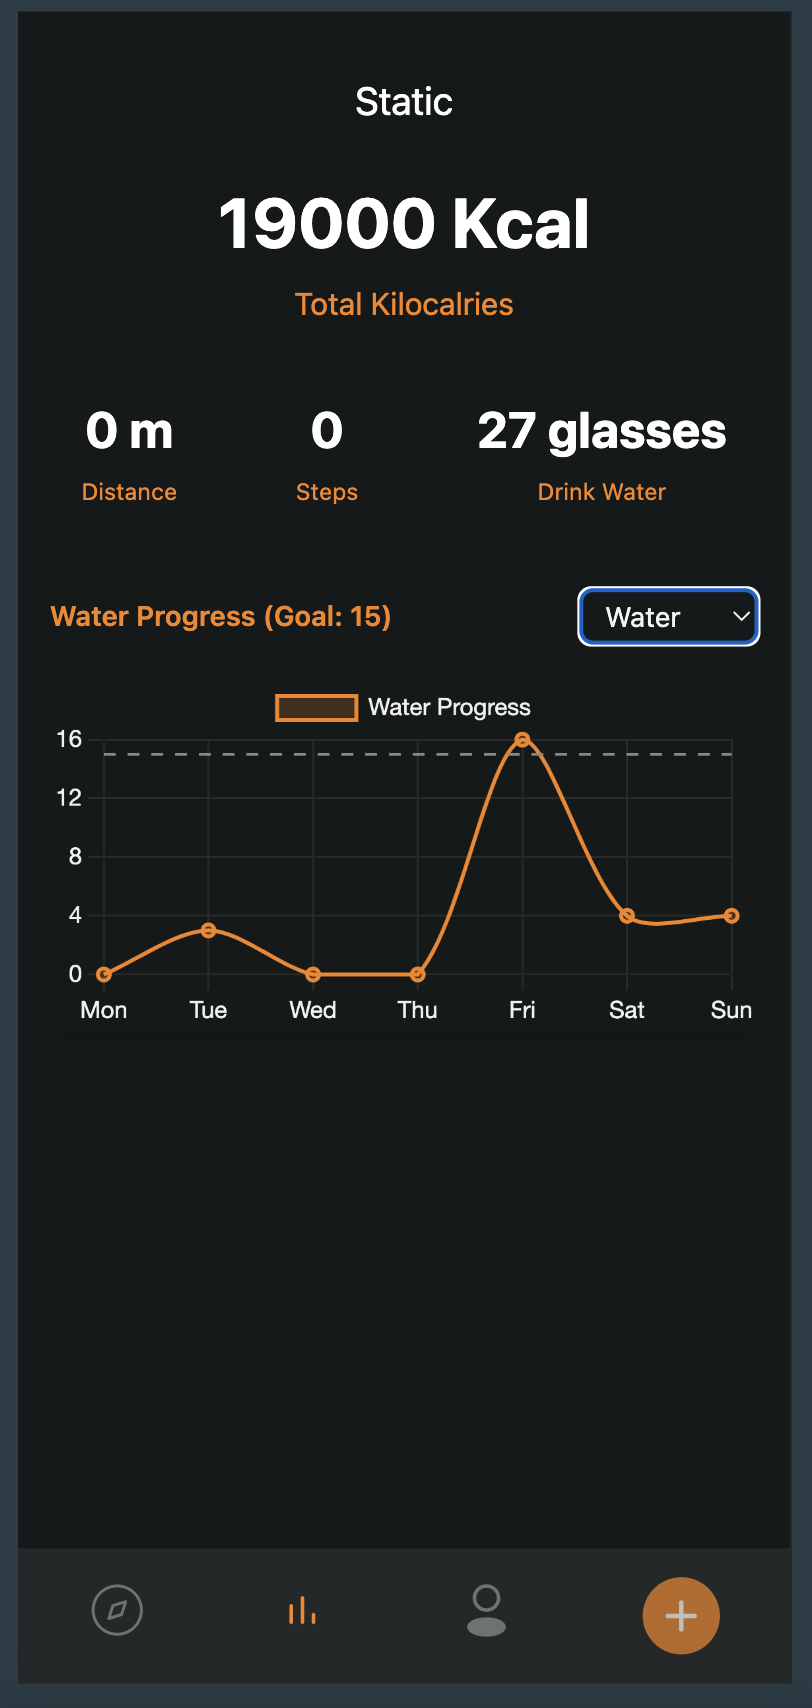 Static
19000 Kcal
Total Kilocalries
0 m 0 27 glasses
Distance Steps Drink Water
Water Progress (Goal: 15) Water
Water Progress
16
12
8
4
0
Mon Tue Wed Thu Fri Sat Sun